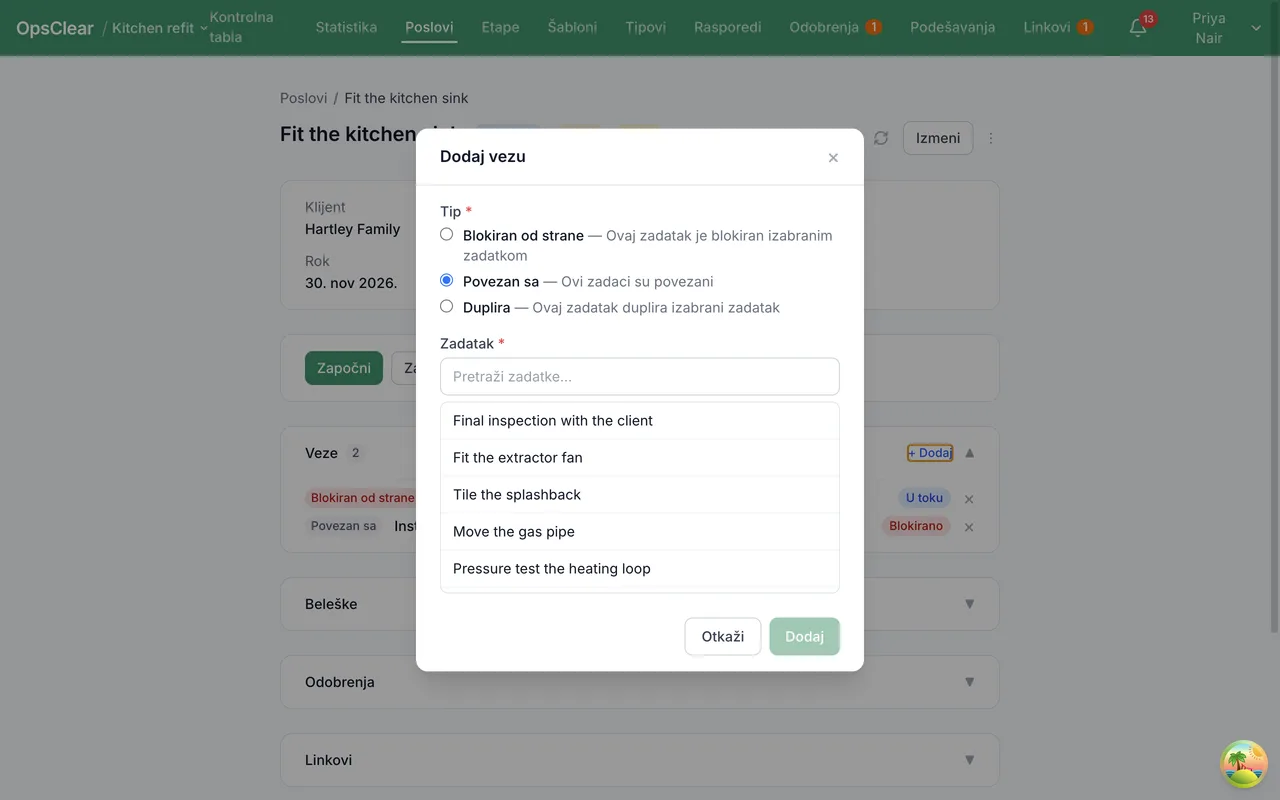 OpsClear / Kitchen refit
Kontrolna tabla
Statistika
Poslovi
Etape
Šabloni
Tipovi
Rasporedi
Odobrenja 1
Podešavanja
Linkovi 1
13
Priya Nair
Poslovi / Fit the kitchen sink
Fit the kitchen
Izmeni
Klijent
Hartley Family
Rok
30. nov 2026.
Započni
Veze 2
+ Dodaj
Blokiran od strane
U toku
Povezan sa
Blokirano
Beleške
Odobrenja
Linkovi
Dodaj vezu
Tip *
Blokiran od strane — Ovaj zadatak je blokiran izabranim
zadatkom
Povezan sa — Ovi zadaci su povezani
Duplira — Ovaj zadatak duplira izabrani zadatak
Zadatak *
Pretraži zadatke...
Final inspection with the client
Fit the extractor fan
Tile the splashback
Move the gas pipe
Pressure test the heating loop
Otkaži
Dodaj